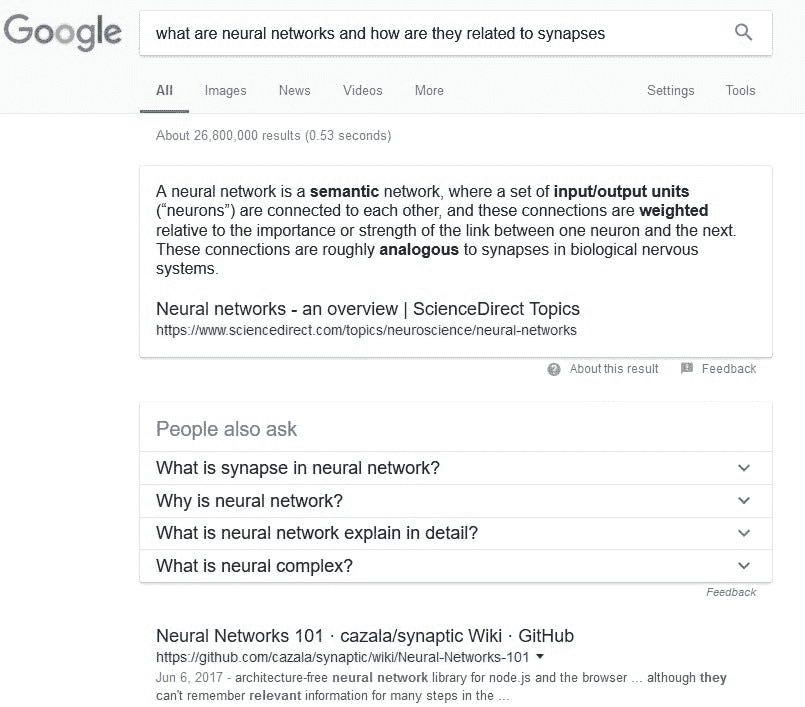 Google
what are neural networks and how are they related to synapses
All Images News Videos More Settings Tools
About 26,800,000 results (0.53 seconds)
A neural network is a semantic network, where a set of input/output units
(“neurons”) are connected to each other, and these connections are weighted
relative to the importance or strength of the link between one neuron and the next.
These connections are roughly analogous to synapses in biological nervous
systems.
Neural networks - an overview | ScienceDirect Topics
https://www.sciencedirect.com/topics/neuroscience/neural-networks
About this result Feedback
People also ask
What is synapse in neural network?
Why is neural network?
What is neural network explain in detail?
What is neural complex?
Feedback
Neural Networks 101 · cazala/synaptic Wiki · GitHub
https://github.com/cazala/synaptic/wiki/Neural-Networks-101
Jun 6, 2017 - architecture-free neural network library for node.js and the browser ... although they
can't remember relevant information for many steps in the ...